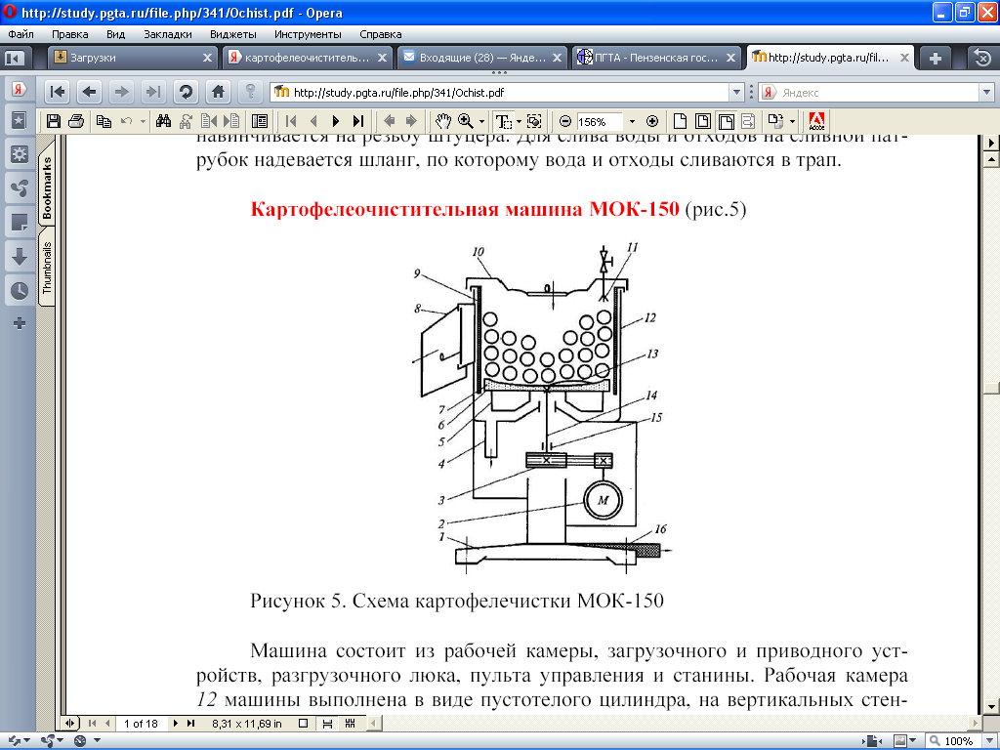 http://study.pgta.ru/file.php/341/Ochist.pdf - Opera
Файл Правка Вид Закладки Виджеты Инструменты Справка
Загрузки
картофелеочиститель...
Входящие (28) — Янде...
ПГТА - Пензенская гос...
http://study.pgta.ru/fil...
http://study.pgta.ru/file.php/341/Ochist.pdf
Яндекс
156%
Bookmarks
Thumbnails
навинчивается на резьбу штуцера. Для слива воды и отходов на сливной пат-
рубок надевается шланг, по которому вода и отходы сливаются в трап.
Картофелеочистительная машина МОК-150 (рис.5)
10
11
9
8
12
13
7
6
5
4
14
15
3
М
2
1
16
Рисунок 5. Схема картофелечистки МОК-150
Машина состоит из рабочей камеры, загрузочного и приводного уст-
ройств, разгрузочного люка, пульта управления и станины. Рабочая камера
12 машины выполнена в виде пустотелого цилиндра, на вертикальных стен-
1 of 18
8,31 x 11,69 in
100%